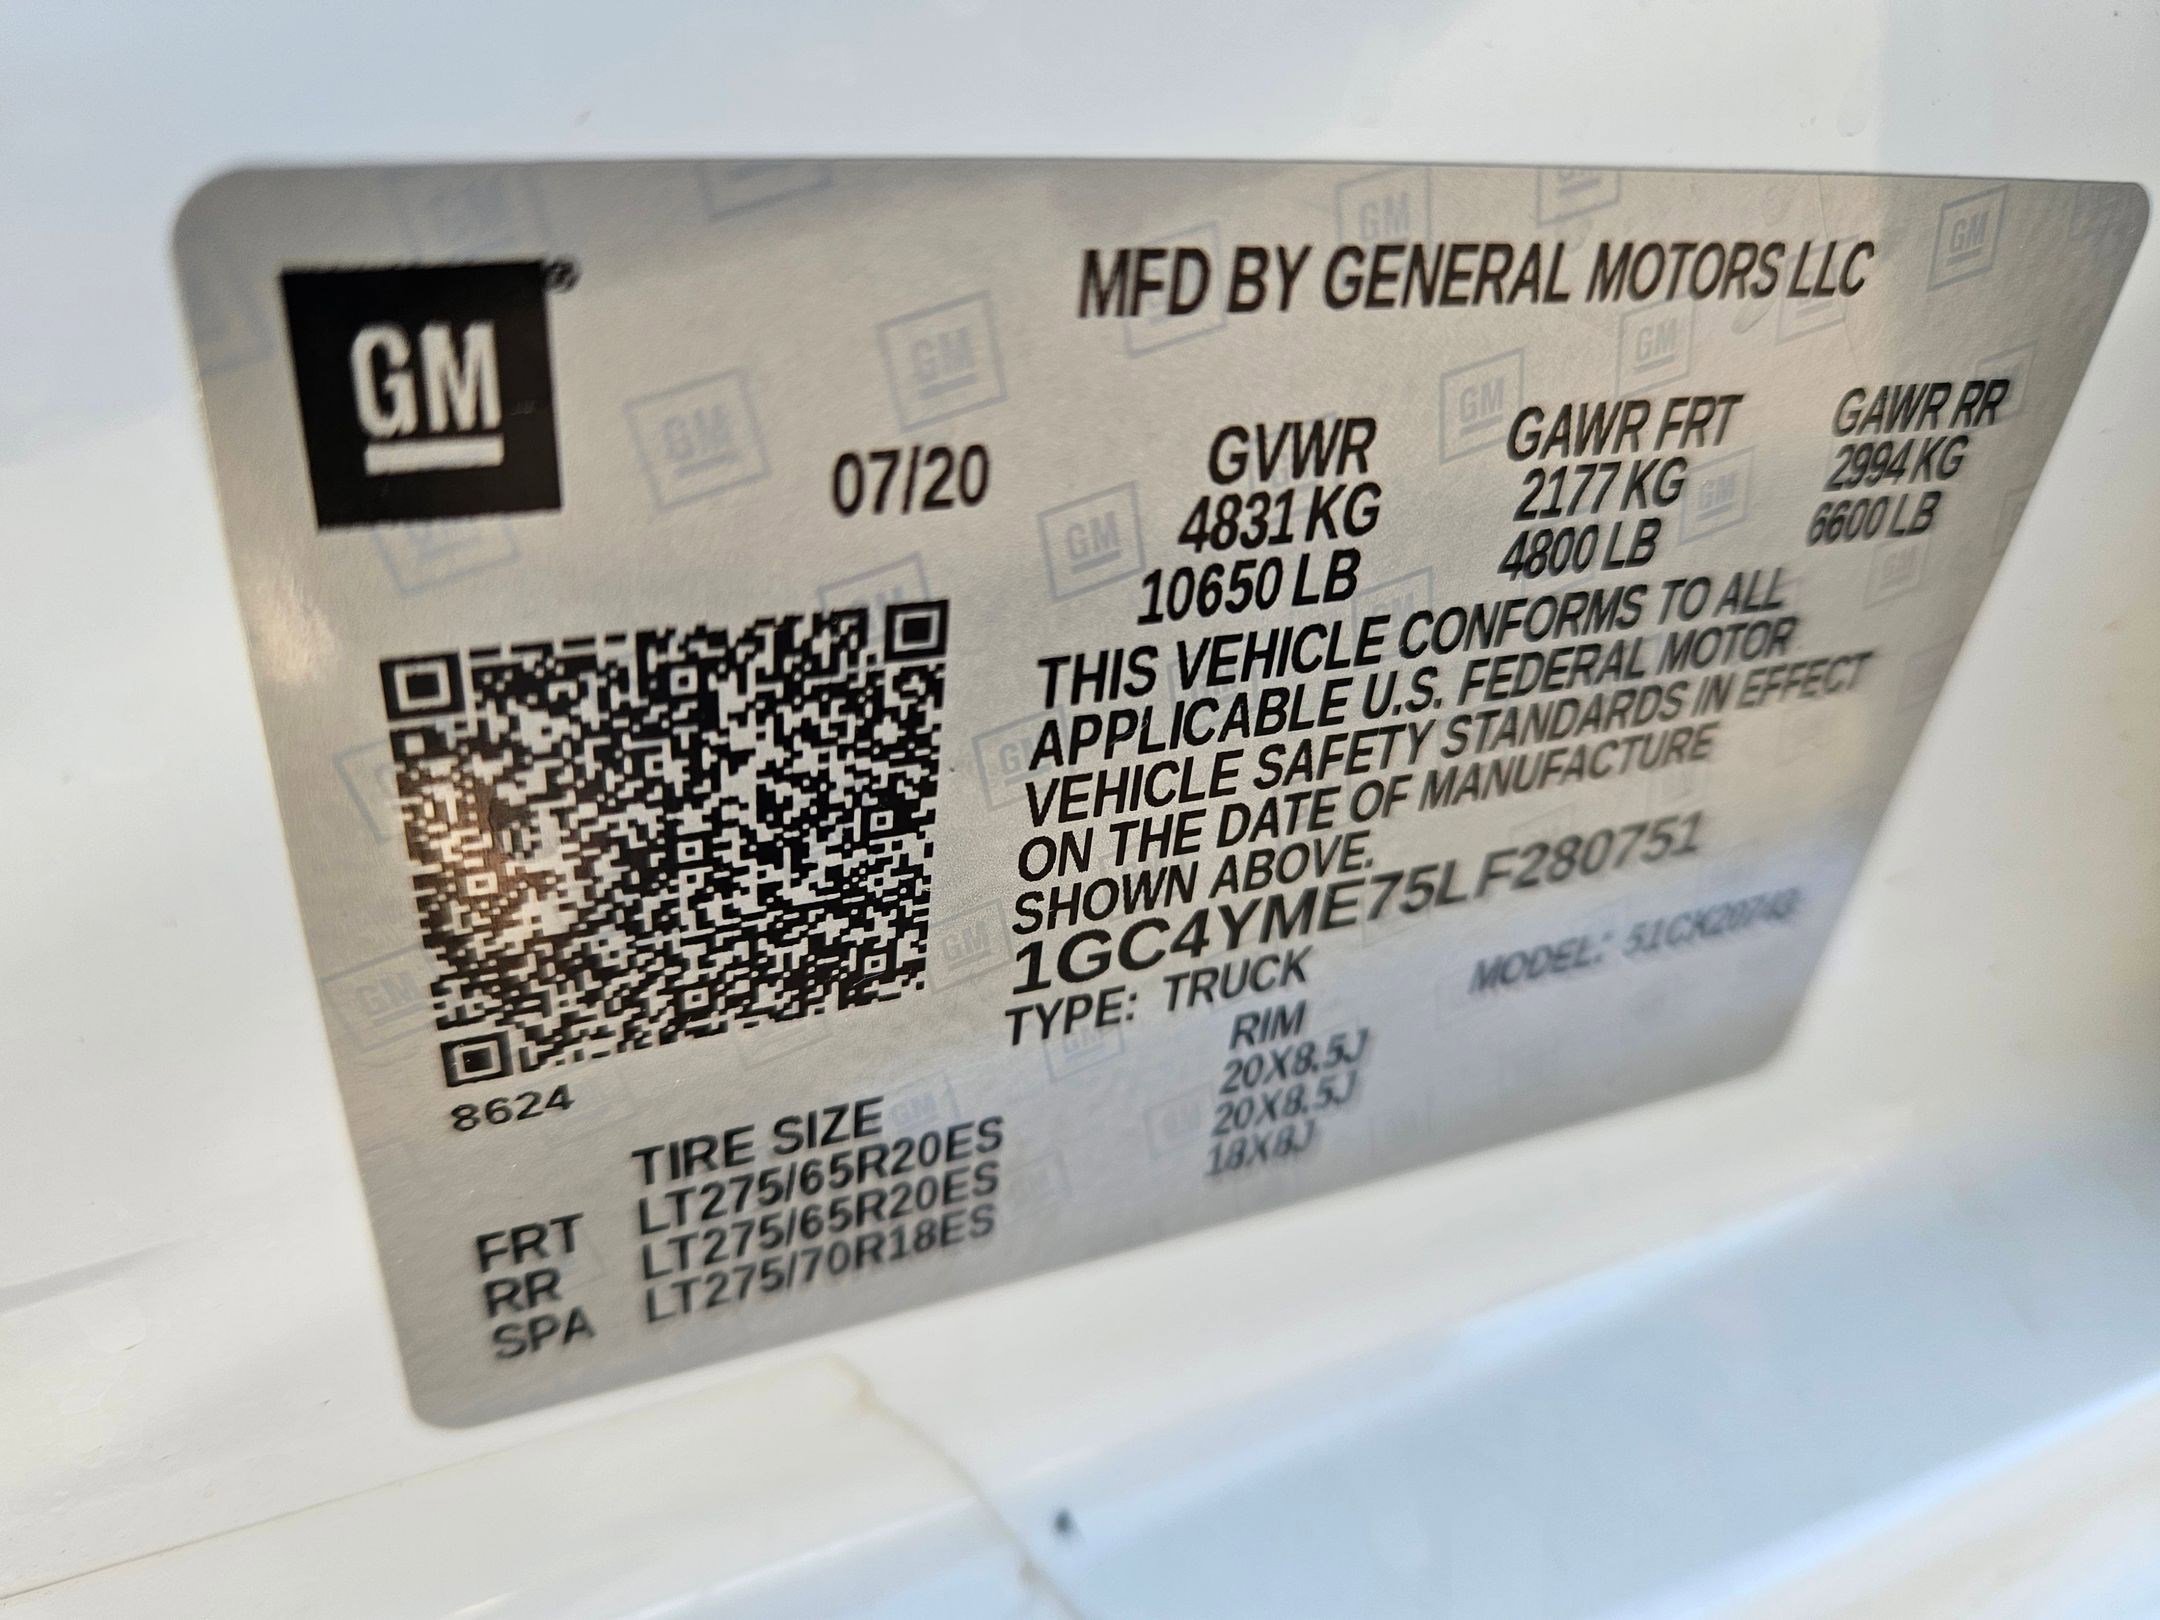 GM
MFD BY GENERAL MOTORS LLC
07/20
GVWR GAWR FRT GAWR RR
4831 KG 2177 KG 2994 KG
10650 LB 4800 LB 6600 LB
THIS VEHICLE CONFORMS TO ALL
APPLICABLE U.S. FEDERAL MOTOR
VEHICLE SAFETY STANDARDS IN EFFECT
ON THE DATE OF MANUFACTURE
SHOWN ABOVE.
1GC4YME75LF280751
TYPE: TRUCK MODEL:
8624
TIRE SIZE RIM
FRT LT275/65R20ES 20X8.5J
RR LT275/65R20ES 20X8.5J
SPA LT275/70R18ES 18X8J